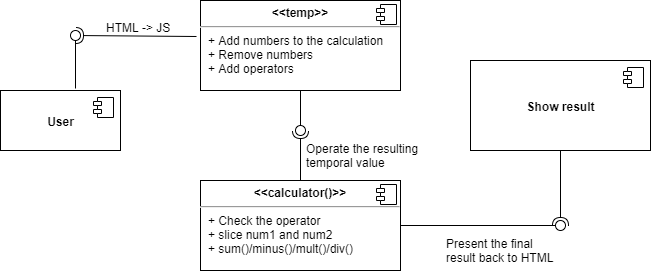 <<temp>>
HTML -> JS
+ Add numbers to the calculation
+ Remove numbers
+ Add operators
User
Show result
Operate the resulting
temporal value
<<calculator()>>
+ Check the operator
+ slice num1 and num2
+ sum()/minus()/mult()/div()
Present the final
result back to HTML